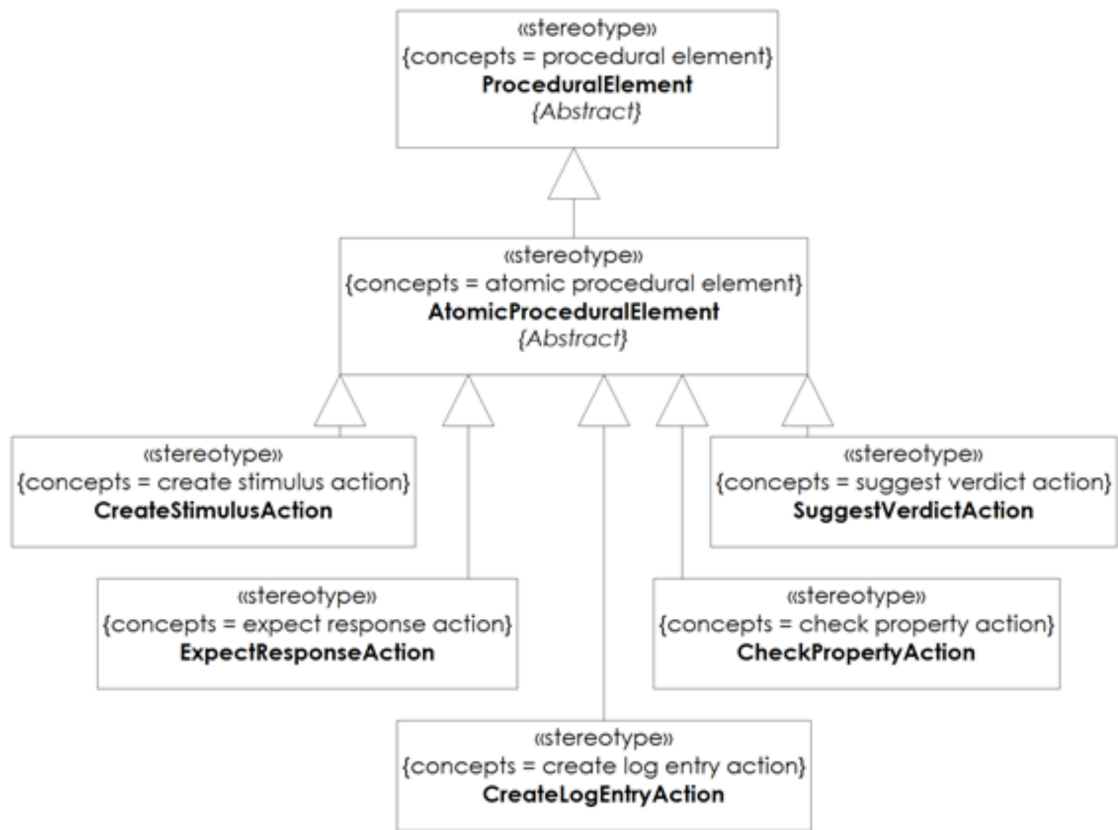 «stereotype»
{concepts = procedural element}
ProceduralElement
{Abstract}
«stereotype»
{concepts = atomic procedural element}
AtomicProceduralElement
{Abstract}
«stereotype»
{concepts = create stimulus action}
CreateStimulusAction
«stereotype»
{concepts = suggest verdict action}
SuggestVerdictAction
«stereotype»
{concepts = expect response action}
ExpectResponseAction
«stereotype»
{concepts = check property action}
CheckPropertyAction
«stereotype»
{concepts = create log entry action}
CreateLogEntryAction